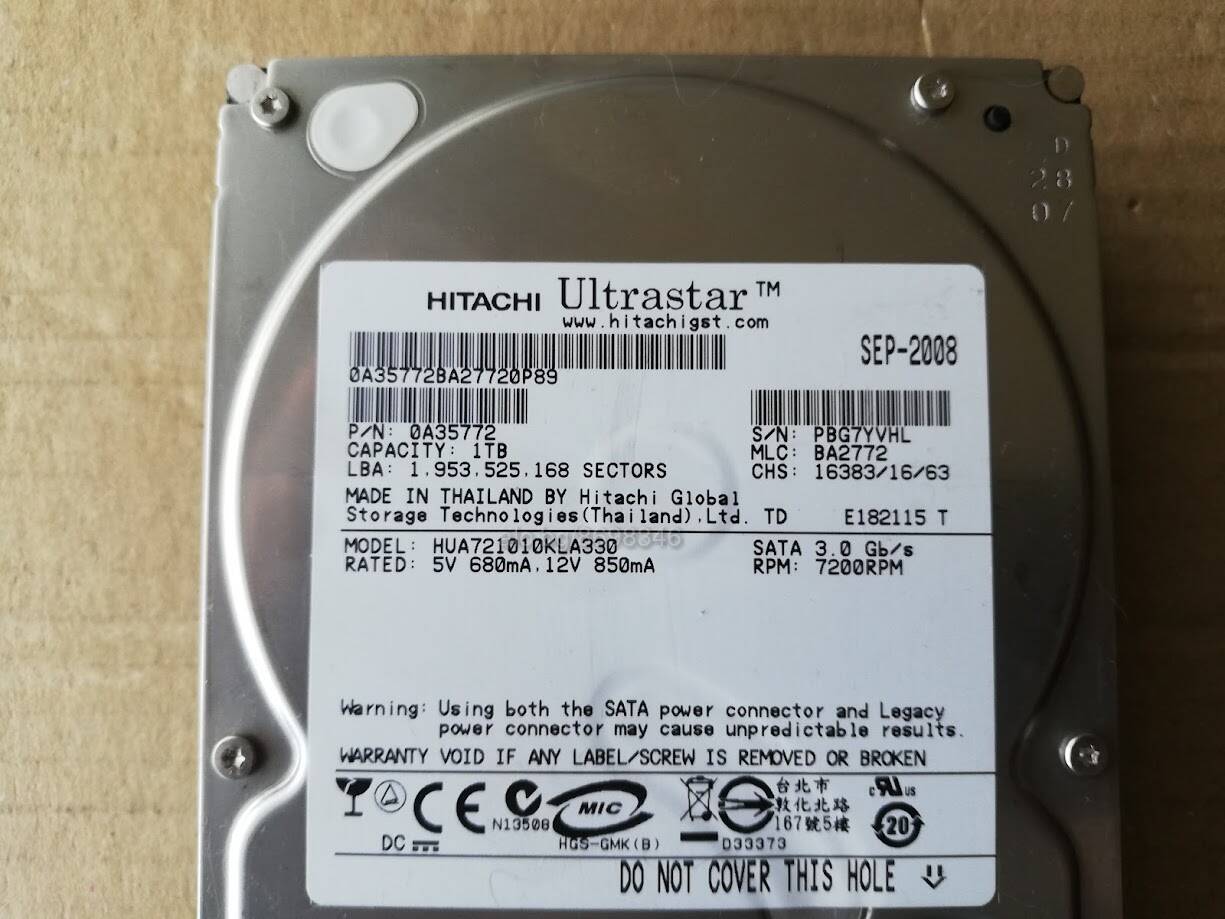 D
28
07
HITACHI Ultrastar™
www.hitachigst.com
SEP-2008
0A35772BA27720P89
P/N: 0A35772
S/N: PBG7YVHL
CAPACITY: 1TB
MLC: BA2772
LBA: 1,953,525,168 SECTORS
CHS: 16383/16/63
MADE IN THAILAND BY Hitachi Global
Storage Technologies(Thailand),Ltd. TD
E182115 T
MODEL: HUA721010KLA330
SATA 3.0 Gb/s
RATED: 5V 680mA,12V 850mA
RPM: 7200RPM
Warning: Using both the SATA power connector and Legacy
power connector may cause unpredictable results.
WARRANTY VOID IF ANY LABEL/SCREW IS REMOVED OR BROKEN
CE
N13508
MIC
HGS-GMK(B)
D33373
台北市
敦化北路
167號5樓
c UR US
20
DC
DO NOT COVER THIS HOLE